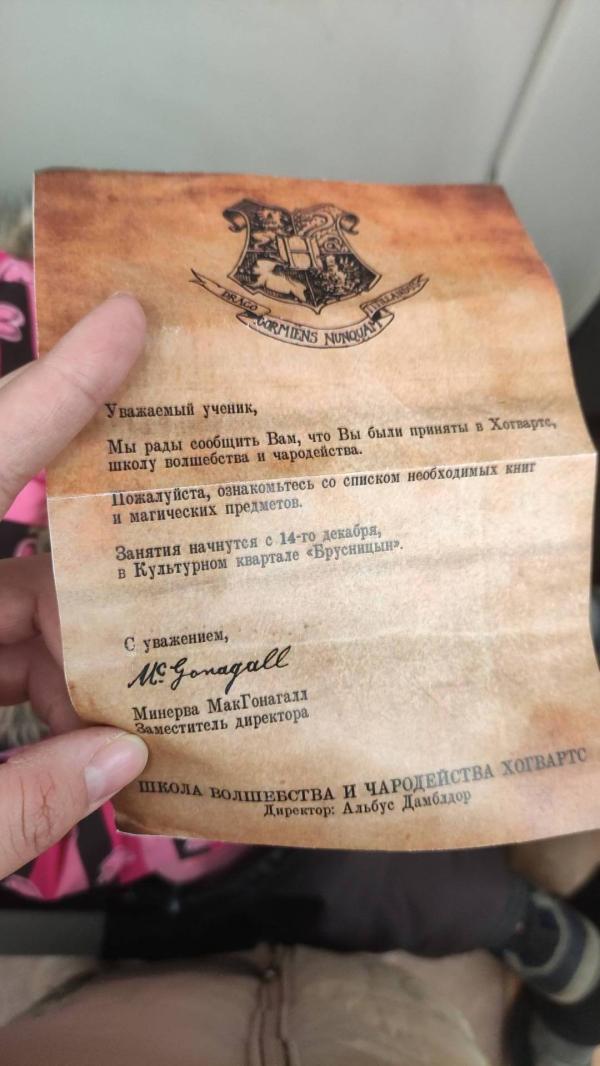 DRACO DORMIENS NUNQUAM TITILLANDUS
Уважаемый ученик,
Мы рады сообщить Вам, что Вы были приняты в Хогвартс,
школу волшебства и чародейства.
Пожалуйста, ознакомьтесь со списком необходимых книг
и магических предметов.
Занятия начнутся с 14-го декабря,
в Культурном квартале «Брусницын».
С уважением,
McGonagall
Минерва МакГонагалл
Заместитель директора
ШКОЛА ВОЛШЕБСТВА И ЧАРОДЕЙСТВА ХОГВАРТС
Директор: Альбус Дамблдор